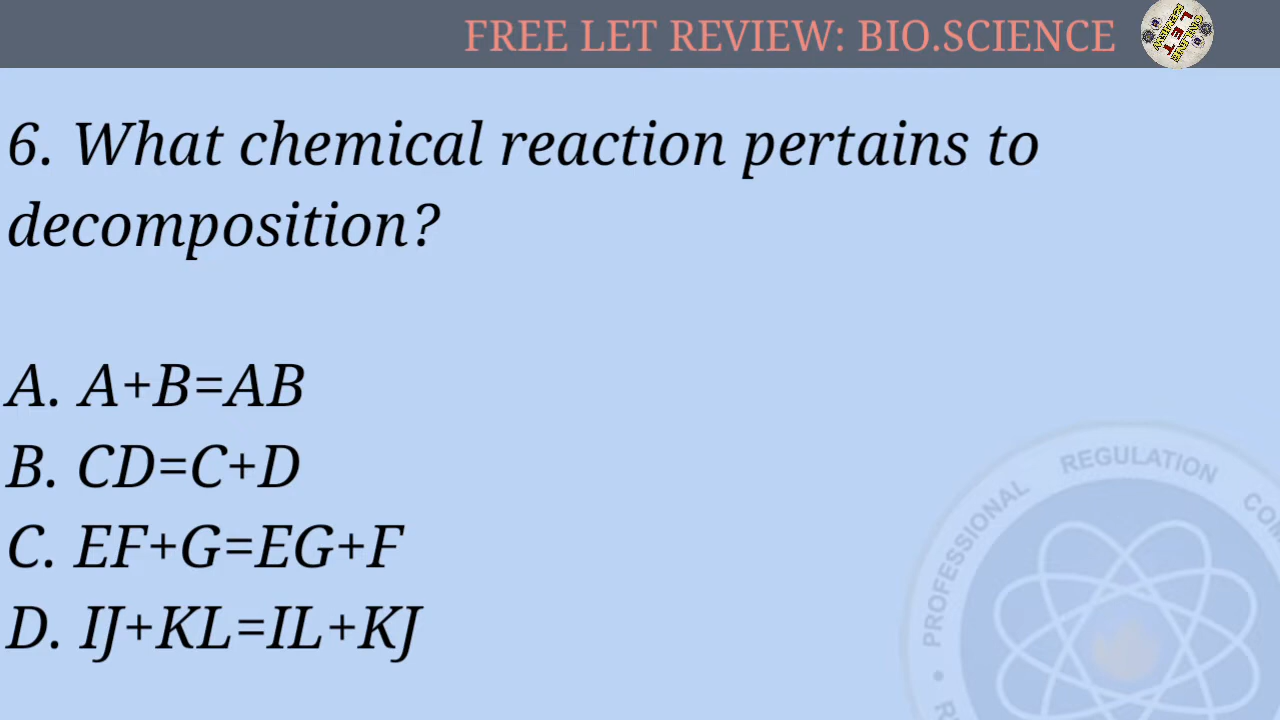 FREE LET REVIEW: BIO.SCIENCE
LET
6. What chemical reaction pertains to
decomposition?
A. A+B=AB
B. CD=C+D
C. EF+G=EG+F
D. IJ+KL=IL+KJ
PROFESSIONAL REGULATION